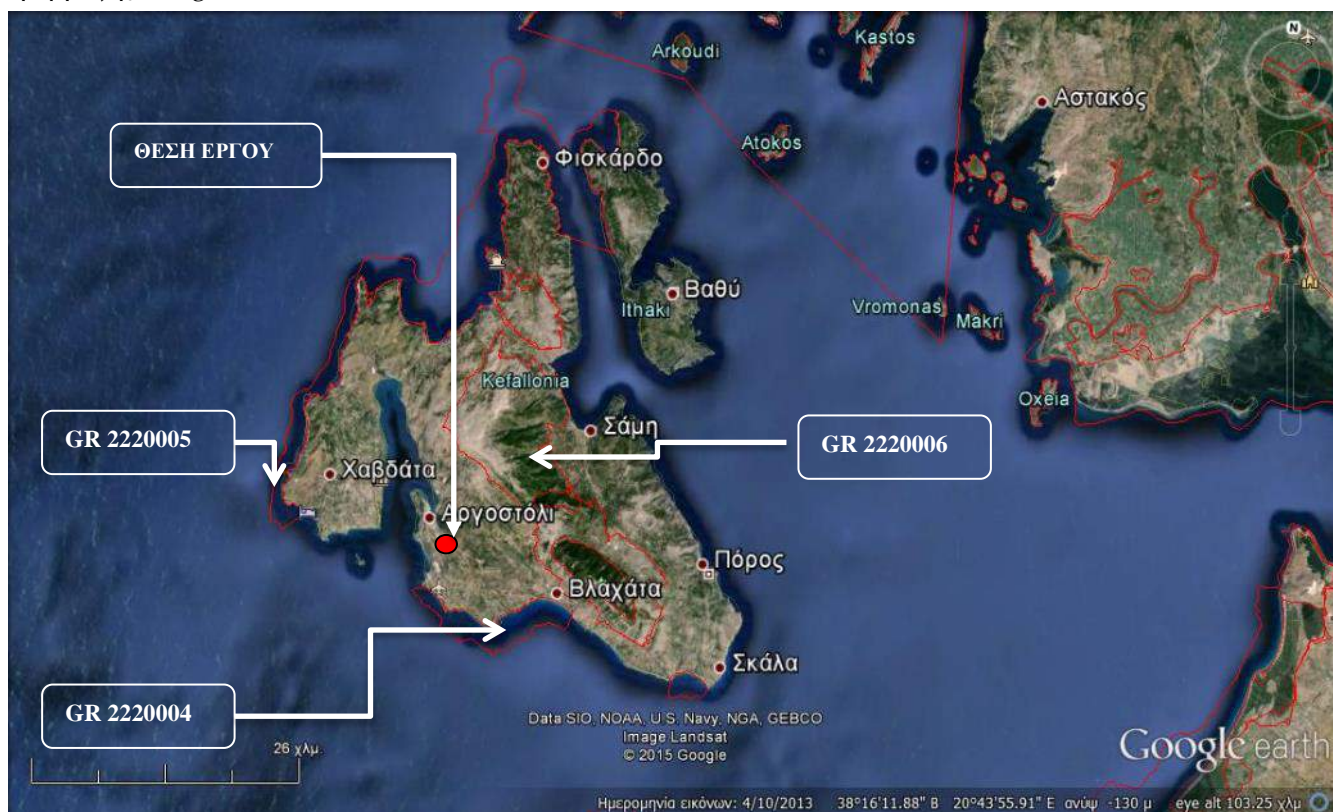 Arkoudi
Kastos
Αστακός
ΘΕΣΗ ΕΡΓΟΥ
Φισκάρδο
Atokos
Βαθύ
Ithaki
Vromonas
Makri
Kefallonia
Oxeia
GR 2220005
Σάμη
GR 2220006
Χαβδάτα
Αργοστόλι
Πόρος
Βλαχάτα
Σκάλα
GR 2220004
Data SIO, NOAA, U.S. Navy, NGA, GEBCO
Image Landsat
© 2015 Google
26 χλμ.
Google earth
Ημερομηνία εικόνων: 4/10/2013 38°16'11.88" Β 20°43'55.91" Ε ανύψ -130 μ eye alt 103.25 χλμ
N